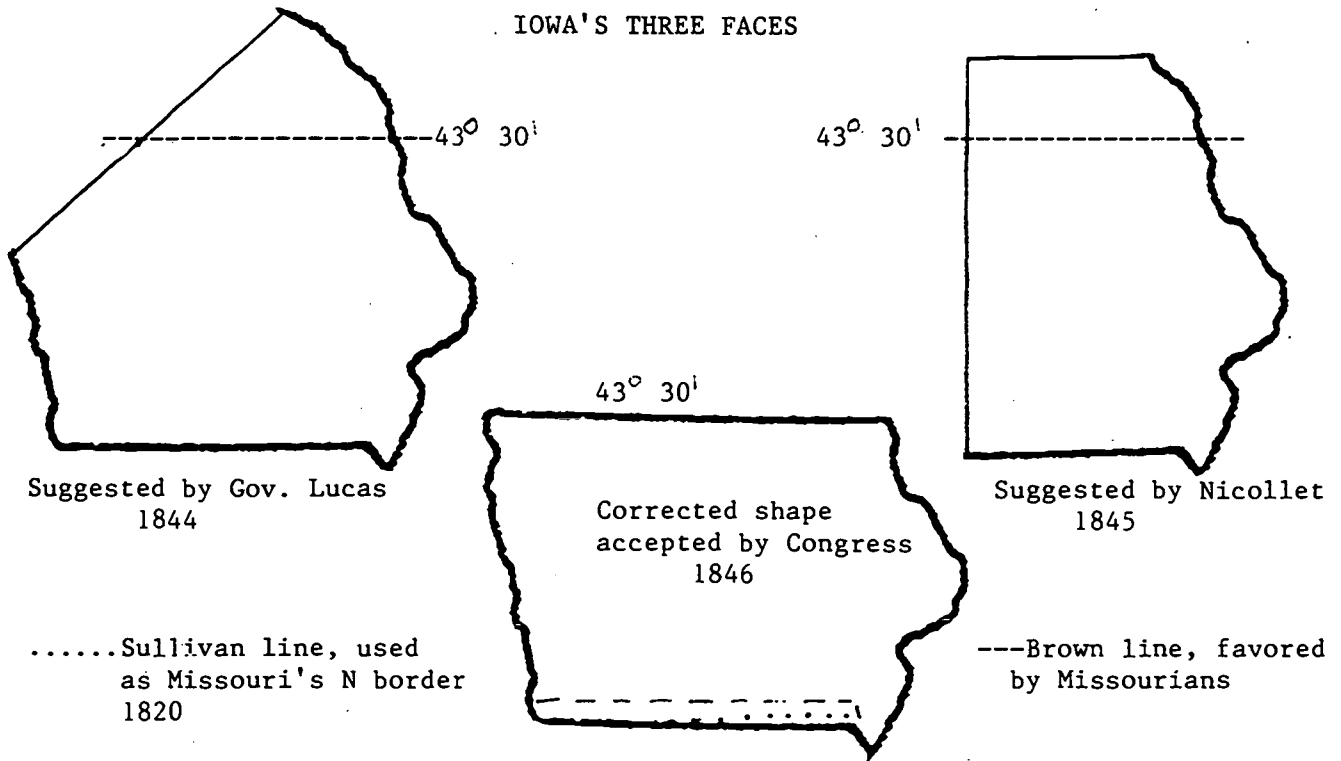 IOWA'S THREE FACES
43° 30'
43° 30'
Suggested by Gov. Lucas
1844
43° 30'
Corrected shape
accepted by Congress
1846
Suggested by Nicollet
1845
......Sullivan line, used
as Missouri's N border
1820
---Brown line, favored
by Missourians